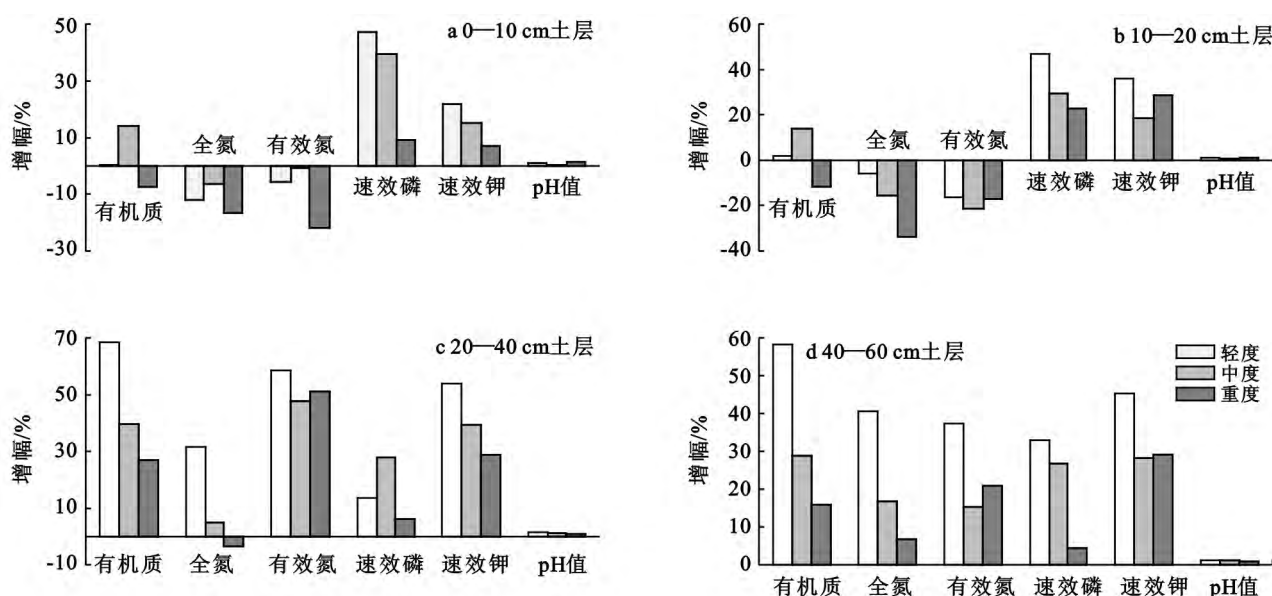 a 0—10 cm土层
增幅/%
50
30
10
-10
-30
有机质
全氮
有效氮
速效磷
速效钾
pH值
b 10—20 cm土层
增幅/%
60
40
20
0
-20
-40
有机质
全氮
有效氮
速效磷
速效钾
pH值
c 20—40 cm土层
增幅/%
70
50
30
10
-10
有机质
全氮
有效氮
速效磷
速效钾
pH值
d 40—60 cm土层
增幅/%
60
50
40
30
20
10
0
轻度
中度
重度
有机质
全氮
有效氮
速效磷
速效钾
pH值